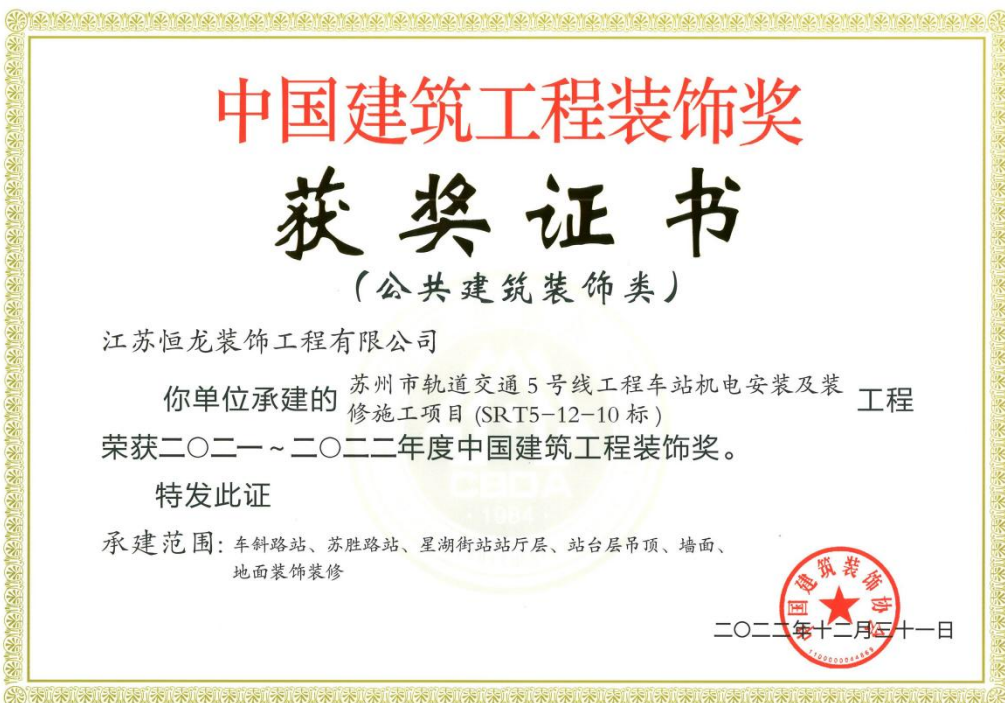 中国建筑工程装饰奖
获奖证书
(公共建筑装饰类)
江苏恒龙装饰工程有限公司
你单位承建的 苏州市轨道交通5号线工程车站机电安装及装
修施工项目(SRT5-12-10标) 工程
荣获二〇二一~二〇二二年度中国建筑工程装饰奖。
特发此证
承建范围: 车斜路站、苏胜路站、星湖街站站厅层、站台层吊顶、墙面、
地面装饰装修
二〇二二年十二月三十一日
中国建筑装饰协会
CBDA
·1984·